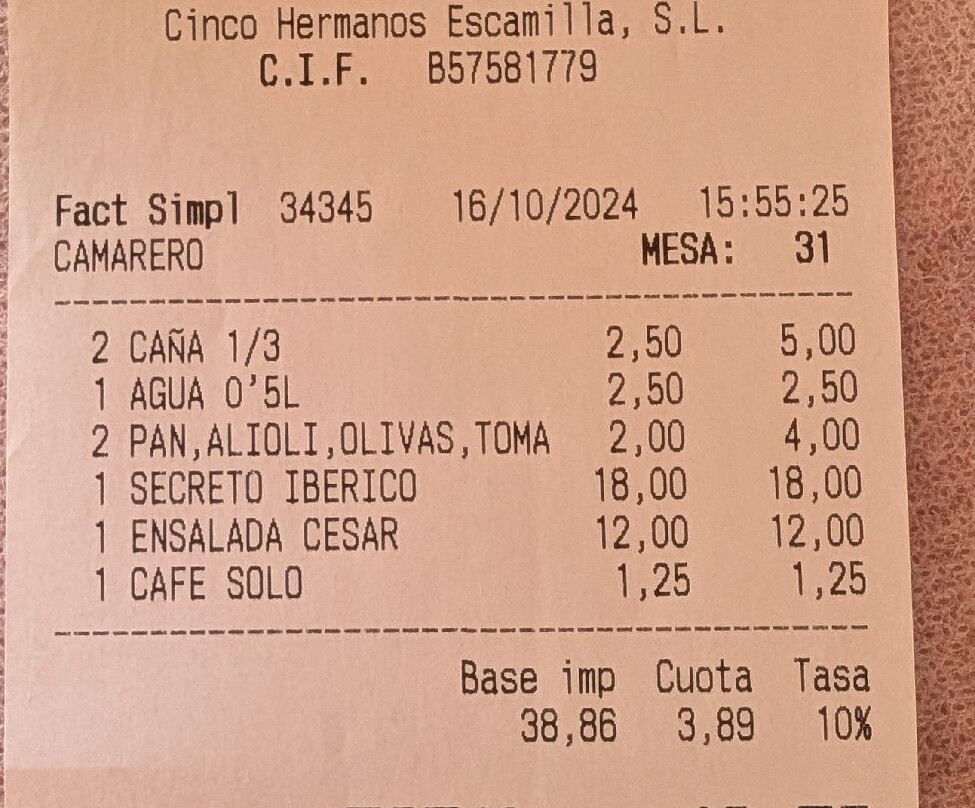 Cinco Hermanos Escamilla, S.L.
C.I.F. B57581779
Fact Simpl 34345 16/10/2024 15:55:25
CAMARERO MESA: 31
2 CAÑA 1/3 2,50 5,00
1 AGUA 0'5L 2,50 2,50
2 PAN,ALIOLI,OLIVAS,TOMA 2,00 4,00
1 SECRETO IBERICO 18,00 18,00
1 ENSALADA CESAR 12,00 12,00
1 CAFE SOLO 1,25 1,25
Base imp Cuota Tasa
38,86 3,89 10%